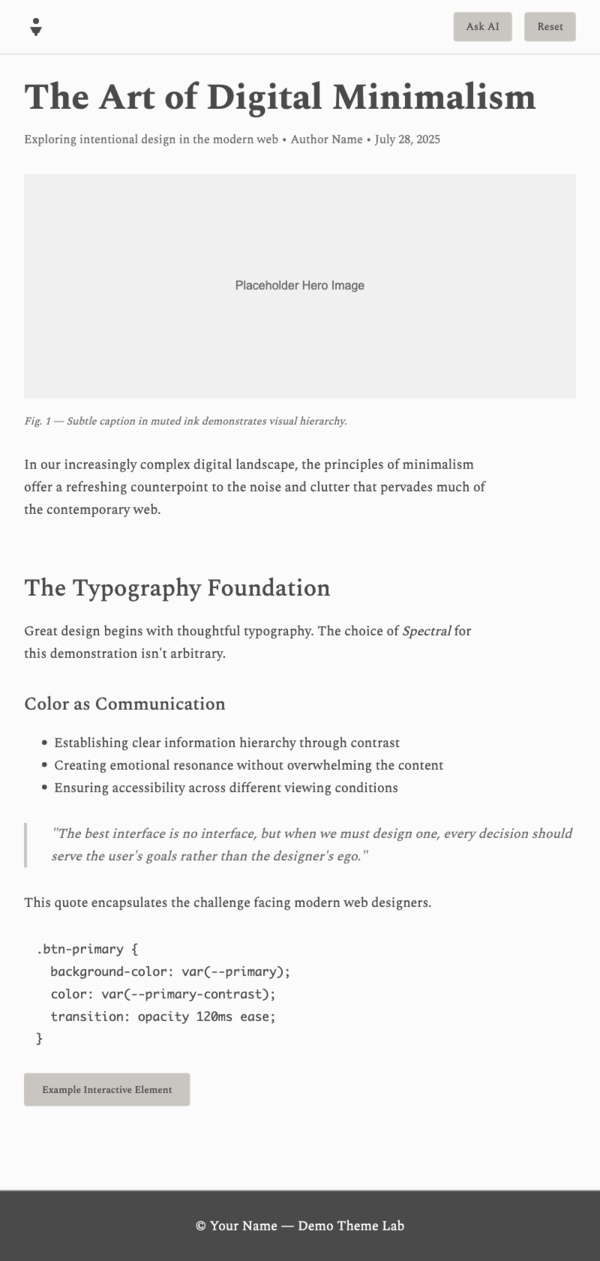 Ask AI
Reset
The Art of Digital Minimalism
Exploring intentional design in the modern web • Author Name • July 28, 2025
Placeholder Hero Image
Fig. 1 — Subtle caption in muted ink demonstrates visual hierarchy.
In our increasingly complex digital landscape, the principles of minimalism
offer a refreshing counterpoint to the noise and clutter that pervades much of
the contemporary web.
The Typography Foundation
Great design begins with thoughtful typography. The choice of Spectral for
this demonstration isn't arbitrary.
Color as Communication
• Establishing clear information hierarchy through contrast
• Creating emotional resonance without overwhelming the content
• Ensuring accessibility across different viewing conditions
"The best interface is no interface, but when we must design one, every decision should
serve the user's goals rather than the designer's ego."
This quote encapsulates the challenge facing modern web designers.
.btn-primary {
  background-color: var(--primary);
  color: var(--primary-contrast);
  transition: opacity 120ms ease;
}
Example Interactive Element
© Your Name — Demo Theme Lab